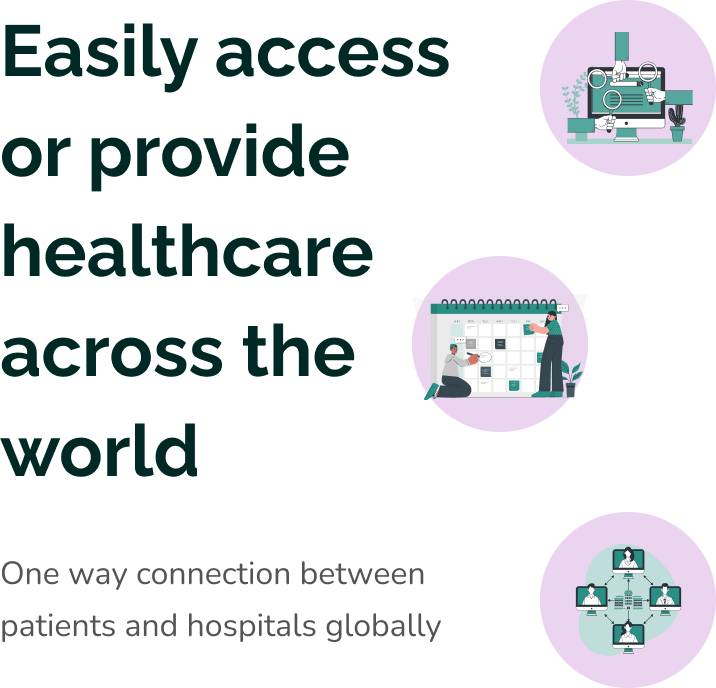 Easily access
or provide
healthcare
across the
world
One way connection between
patients and hospitals globally